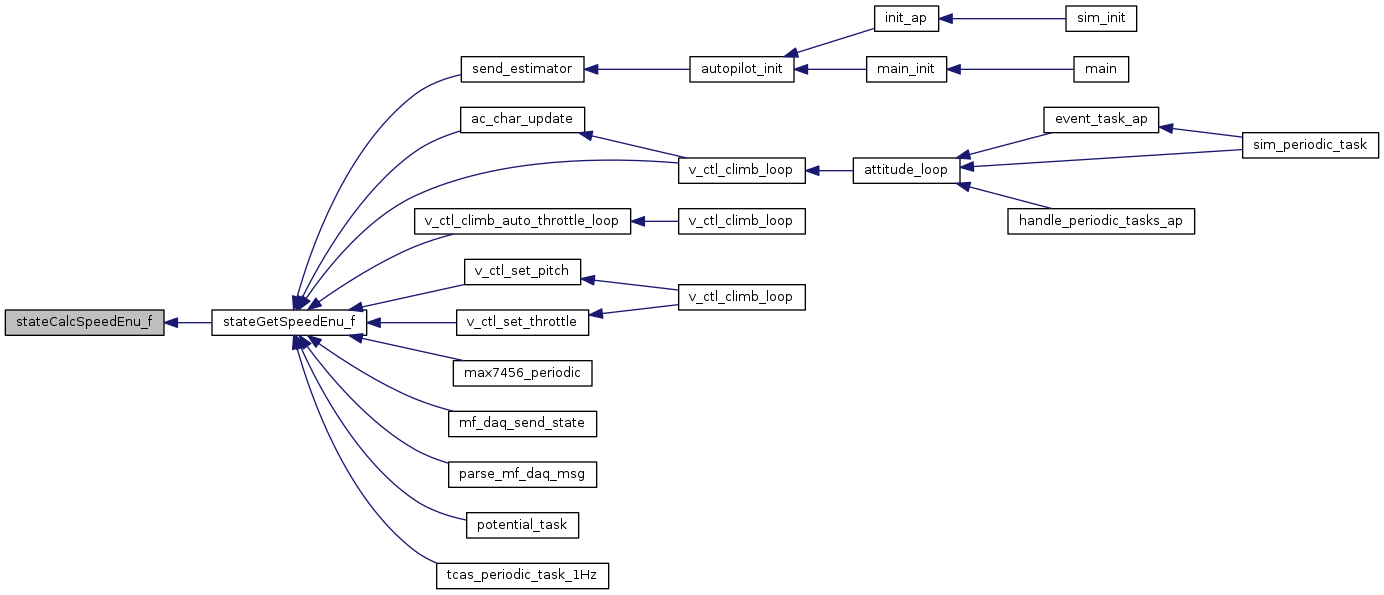 init_ap
sim_init
send_estimator
autopilot_init
main_init
main
ac_char_update
event_task_ap
sim_periodic_task
v_ctl_climb_loop
attitude_loop
v_ctl_climb_auto_throttle_loop
v_ctl_climb_loop
handle_periodic_tasks_ap
v_ctl_set_pitch
v_ctl_climb_loop
stateCalcSpeedEnu_f
stateGetSpeedEnu_f
v_ctl_set_throttle
max7456_periodic
mf_daq_send_state
parse_mf_daq_msg
potential_task
tcas_periodic_task_1Hz